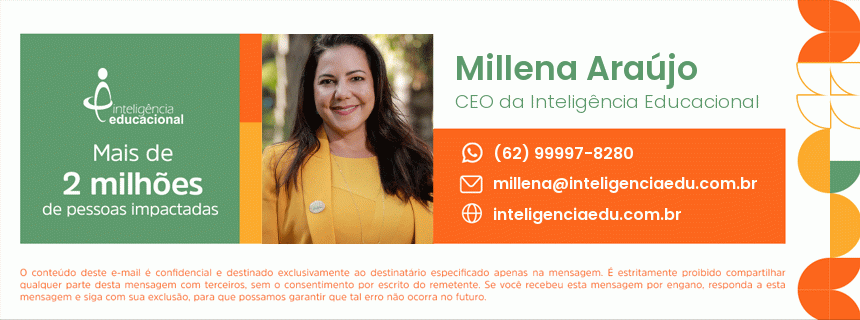 inteligência
educacional
Mais de
2 milhões
de pessoas impactadas
Millena Araújo
CEO da Inteligência Educacional
(62) 99997-8280
millena@inteligenciaedu.com.br
inteligenciaedu.com.br
O conteúdo deste e-mail é confidencial e destinado exclusivamente ao destinatário especificado apenas na mensagem. É estritamente proibido compartilhar
qualquer parte desta mensagem com terceiros, sem o consentimento por escrito do remetente. Se você recebeu esta mensagem por engano, responda a esta
mensagem e siga com sua exclusão, para que possamos garantir que tal erro não ocorra no futuro.